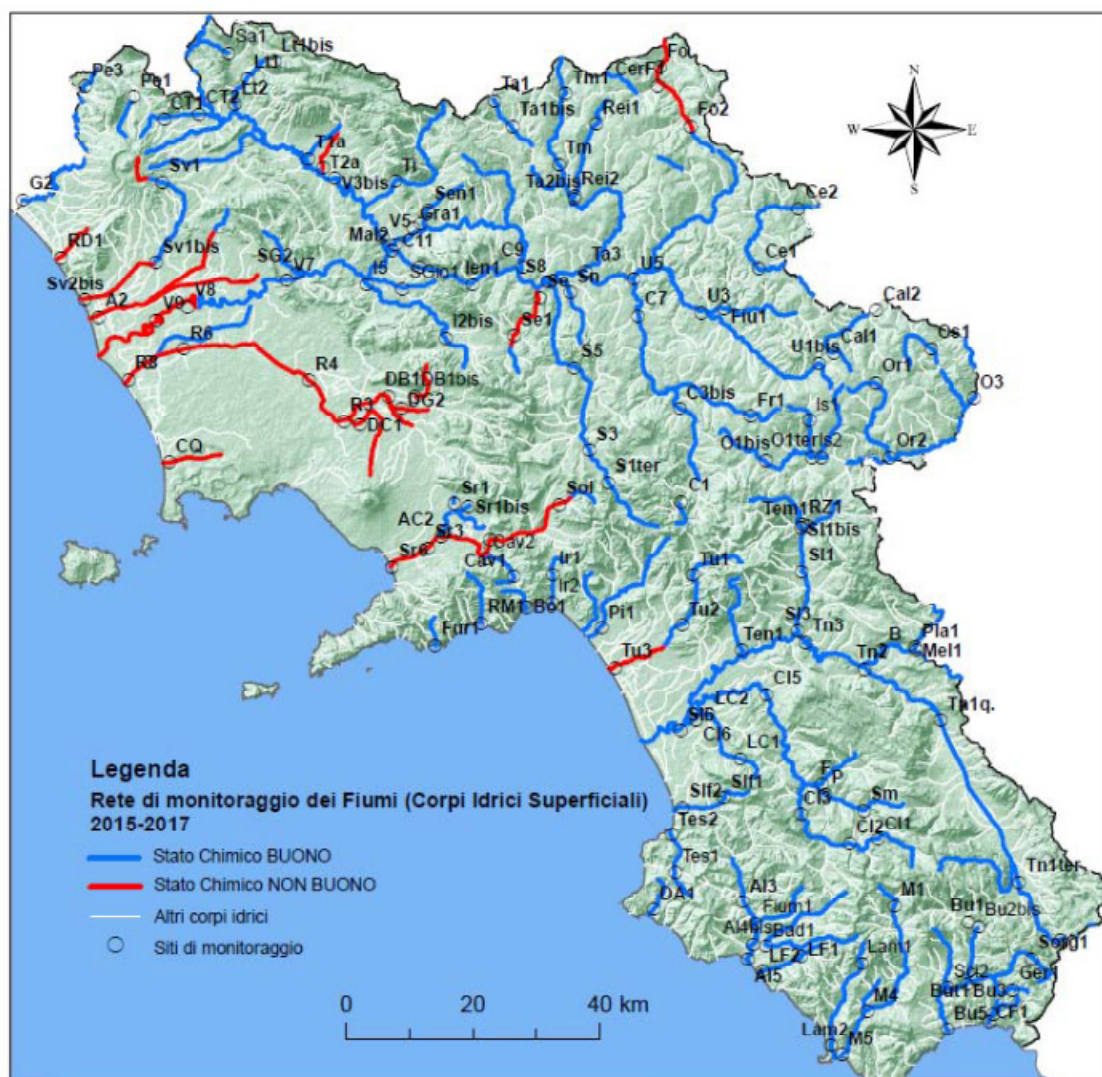 Sa1
Lt1bis
Lt1
Pe3
Pe1
Lt2
CT1
CT2
Fo
CerF1
Ta1
Tm1
Ta1bis
Rei1
Fo2
N
W
E
S
T1a
T2a
Tm
Sv1
V3bis
Ti
Ta2bis
Rei2
G2
Sen1
Gra1
Ce2
V5
Mal2
C11
RD1
Sv1bis
SG2
V7
I5
SGio1
Ien1
C9
S8
Ta3
Ce1
Sv2bis
A2
V8
V9
Se
Sn
U5
C7
U3
Fiu1
Cal2
R6
I2bis
Se1
Cal1
Os1
U1bis
R4
S5
Or1
DB1
DB1bis
DG2
O3
R3
DC1
C3bis
Fr1
Is1
CQ
S3
O1bis
O1ter
Is2
Or2
S1ter
Sr1
Sol
C1
Sr1bis
Tem1
RZ1
AC2
Sl1bis
Sr3
Sr6
Cav2
Cav1
Ir1
Tu1
Sl1
Ir2
RM1
Bo1
Pi1
Tu2
Sl3
Tn3
Fur1
Ten1
B
Pla1
Mel1
Tu3
Tn2
Cl5
LC2
Tn1q.
Sl6
Cl6
LC1
Legenda
Rete di monitoraggio dei Fiumi (Corpi Idrici Superficiali)
2015-2017
Stato Chimico BUONO
Stato Chimico NON BUONO
Altri corpi idrici
Siti di monitoraggio
F
P
Slf1
Slf2
Cl3
Sm
Tes2
Cl2
Cl1
Tes1
Tn1ter
DA1
Al3
M1
Fium1
Bu1
Bu2bis
Al4bis
Bad1
LF2
LF1
Lam1
Sorg1
Al5
Sci2
Ger1
But1
Bu3
M4
Bu5
CF1
Lam2
M5
0
20
40 km